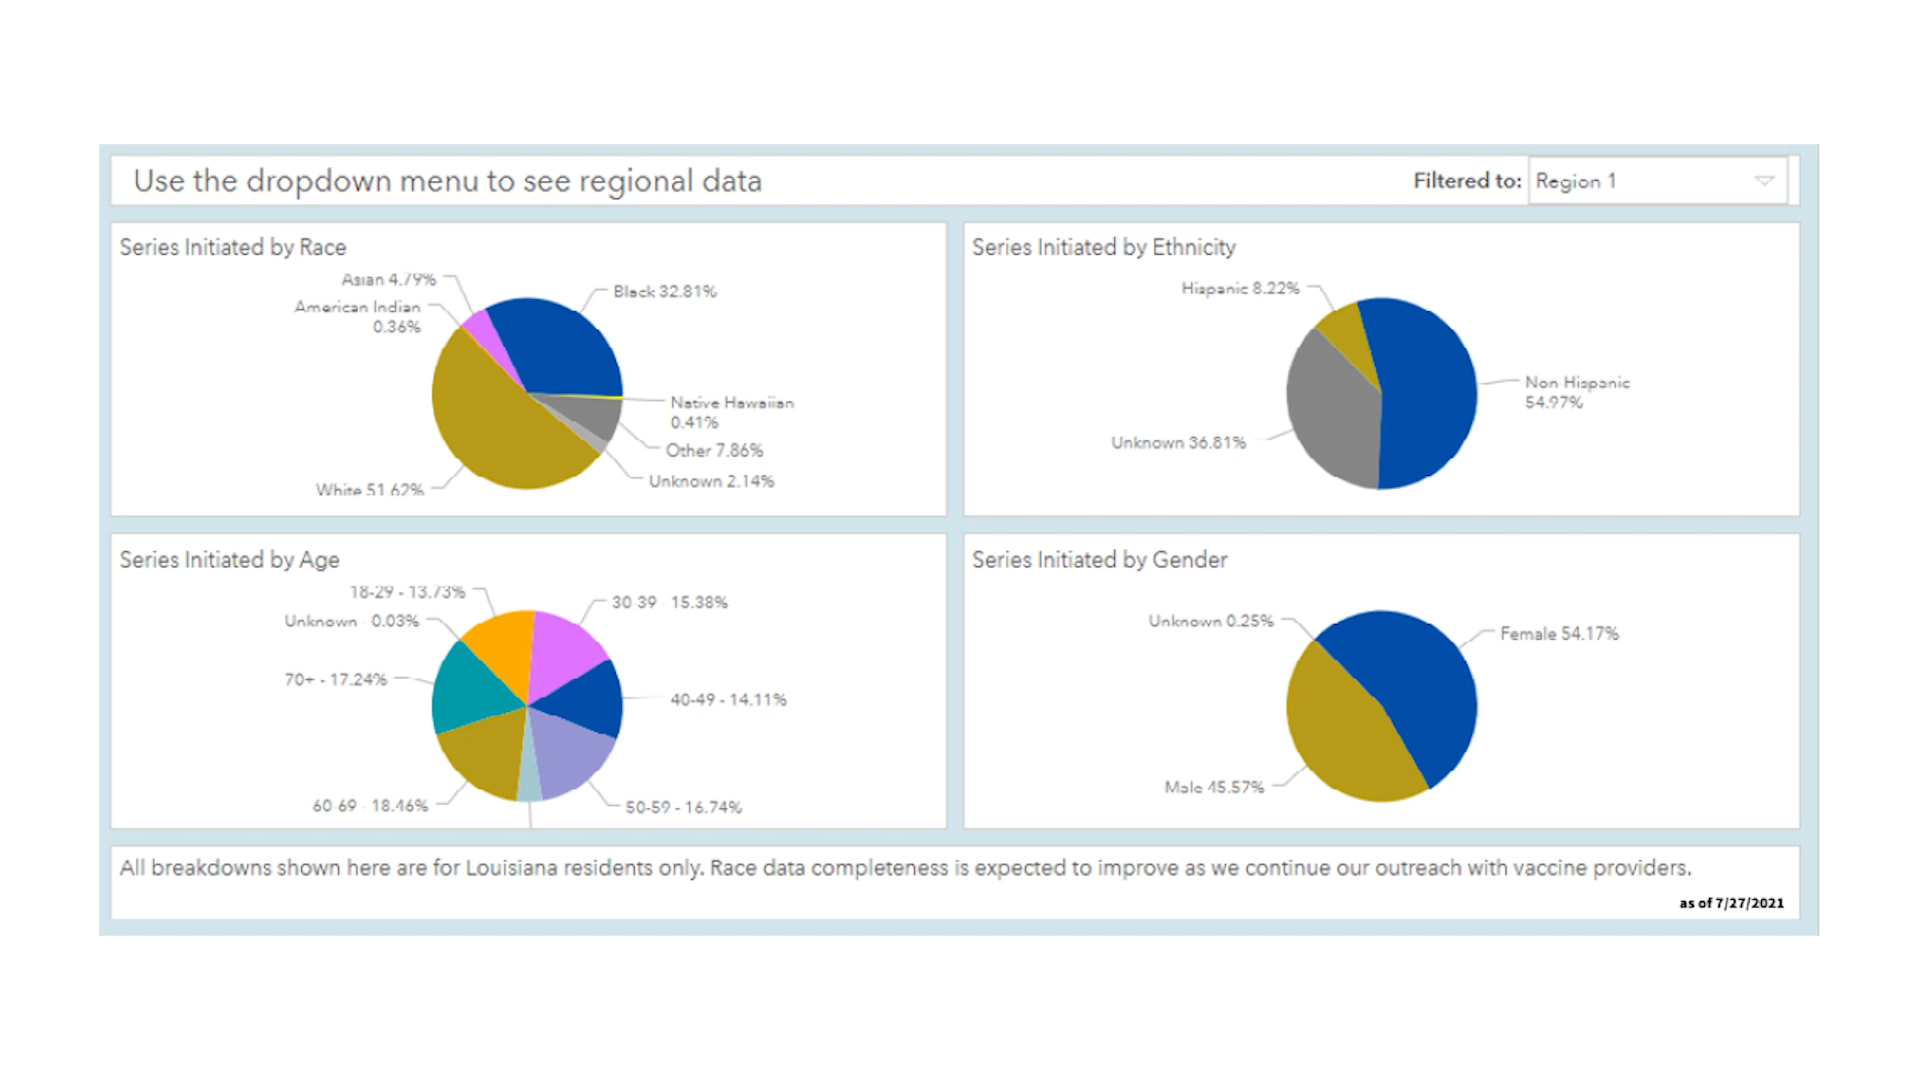 Use the dropdown menu to see regional data
Filtered to: Region 1
Series Initiated by Race
Asian 4.79%
American Indian
0.36%
Black 32.81%
Native Hawaiian
0.41%
Other 7.86%
Unknown 2.14%
White 51.62%
Series Initiated by Ethnicity
Hispanic 8.22%
Non Hispanic
54.97%
Unknown 36.81%
Series Initiated by Age
18-29 - 13.73%
Unknown - 0.03%
30 39 - 15.38%
70+ - 17.24%
40-49 - 14.11%
60 69 - 18.46%
50-59 - 16.74%
Series Initiated by Gender
Unknown 0.25%
Female 54.17%
Male 45.57%
All breakdowns shown here are for Louisiana residents only. Race data completeness is expected to improve as we continue our outreach with vaccine providers.
as of 7/27/2021